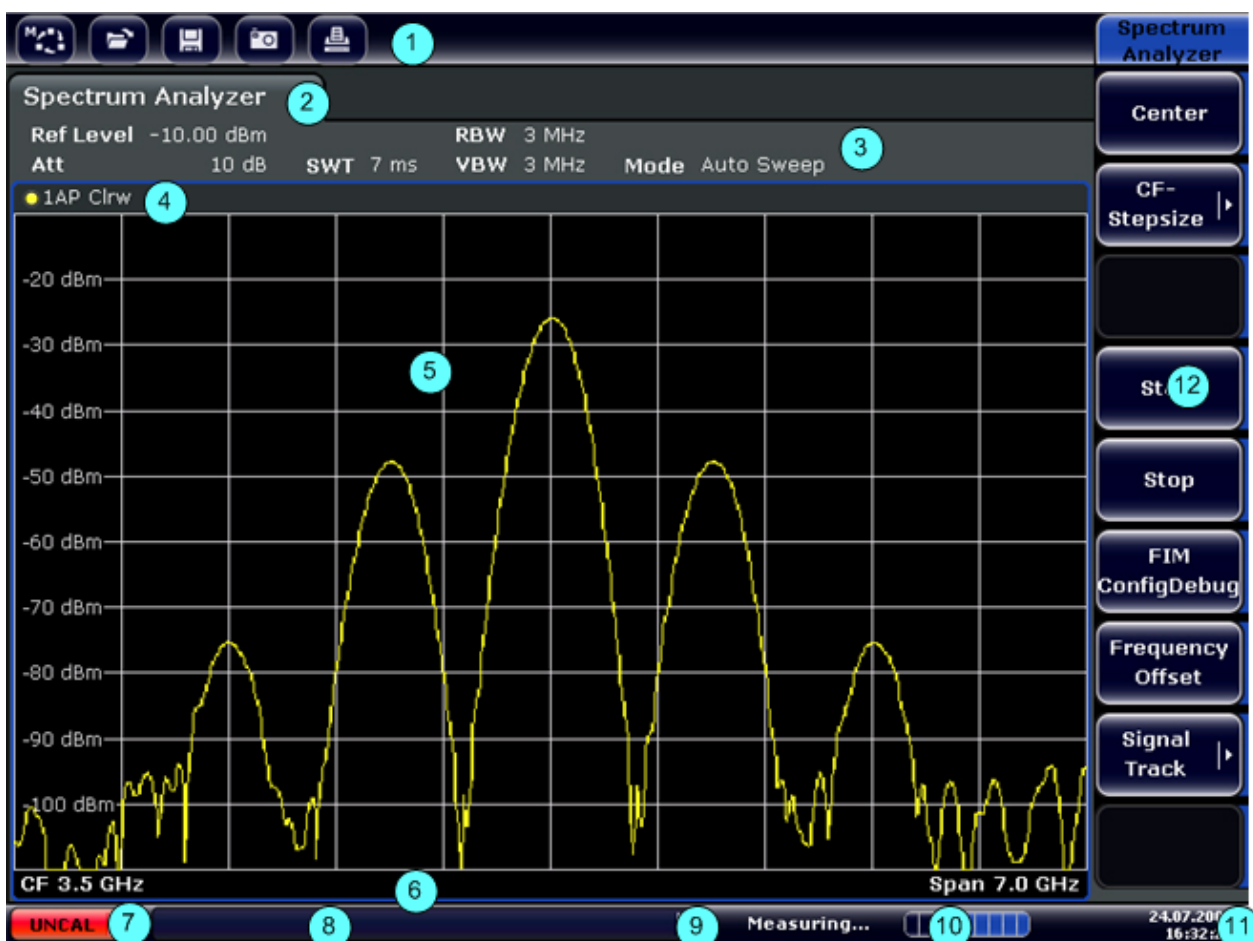 M
1
Spectrum Analyzer
Spectrum Analyzer
2
Ref Level -10.00 dBm RBW 3 MHz
3
Att 10 dB SWT 7 ms VBW 3 MHz Mode Auto Sweep
1AP Clrw
4
-20 dBm
-30 dBm
-40 dBm
-50 dBm
-60 dBm
-70 dBm
-80 dBm
-90 dBm
-100 dBm
5
CF 3.5 GHz Span 7.0 GHz
6
UNCAL
7
8
9
Measuring...
10
24.07.200
16:32:
11
Center
CF-
Stepsize
12
Stop
FIM
ConfigDebug
Frequency
Offset
Signal
Track